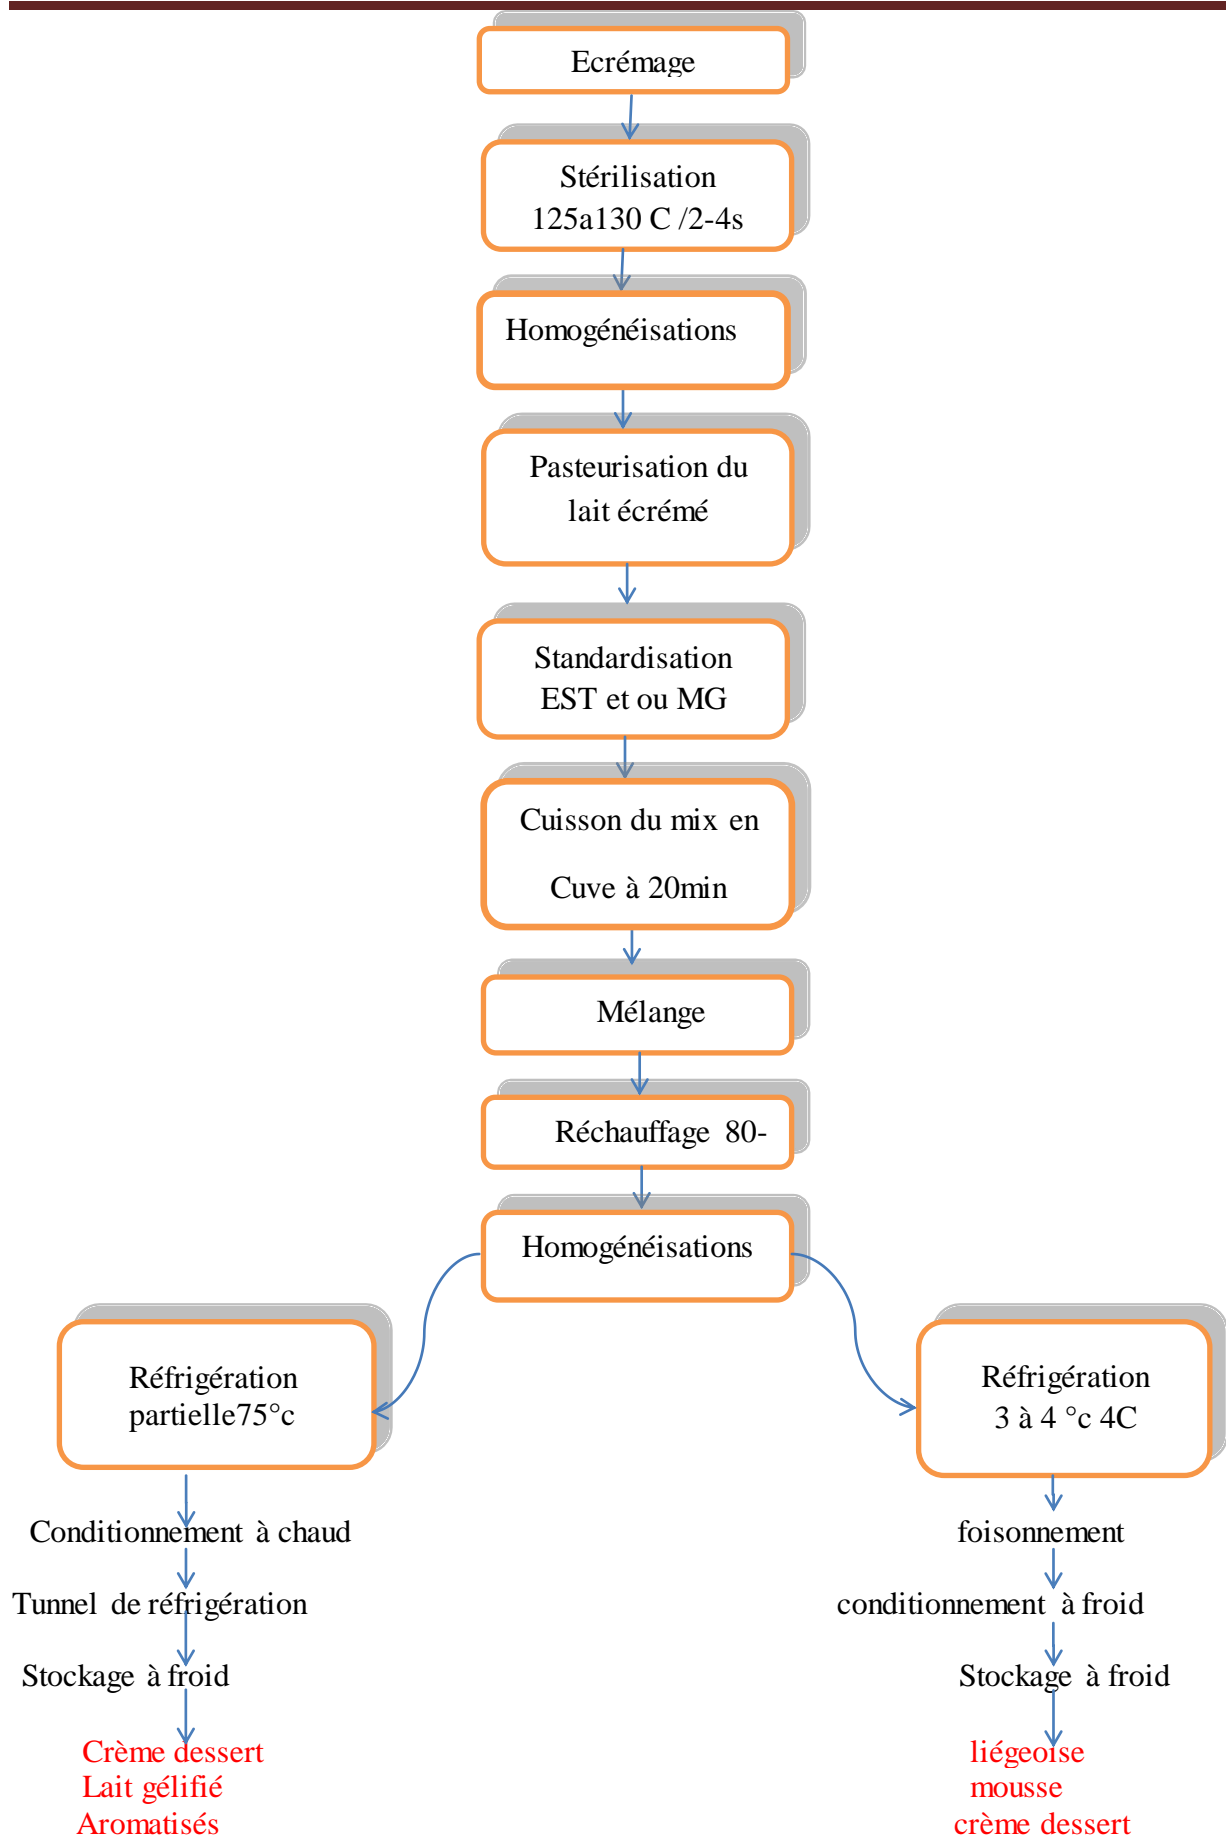 Ecrémage
Stérilisation
125a130 C /2-4s
Homogénéisations
Pasteurisation du
lait écrémé
Standardisation
EST et ou MG
Cuisson du mix en
Cuve à 20min
Mélange
Réchauffage 80-
Homogénéisations
Réfrigération
partielle75°c
Conditionnement à chaud
Tunnel de réfrigération
Stockage à froid
Crème dessert
Lait gélifié
Aromatisés
Réfrigération
3 à 4 °c 4C
foisonnement
conditionnement à froid
Stockage à froid
liégeoise
mousse
crème dessert